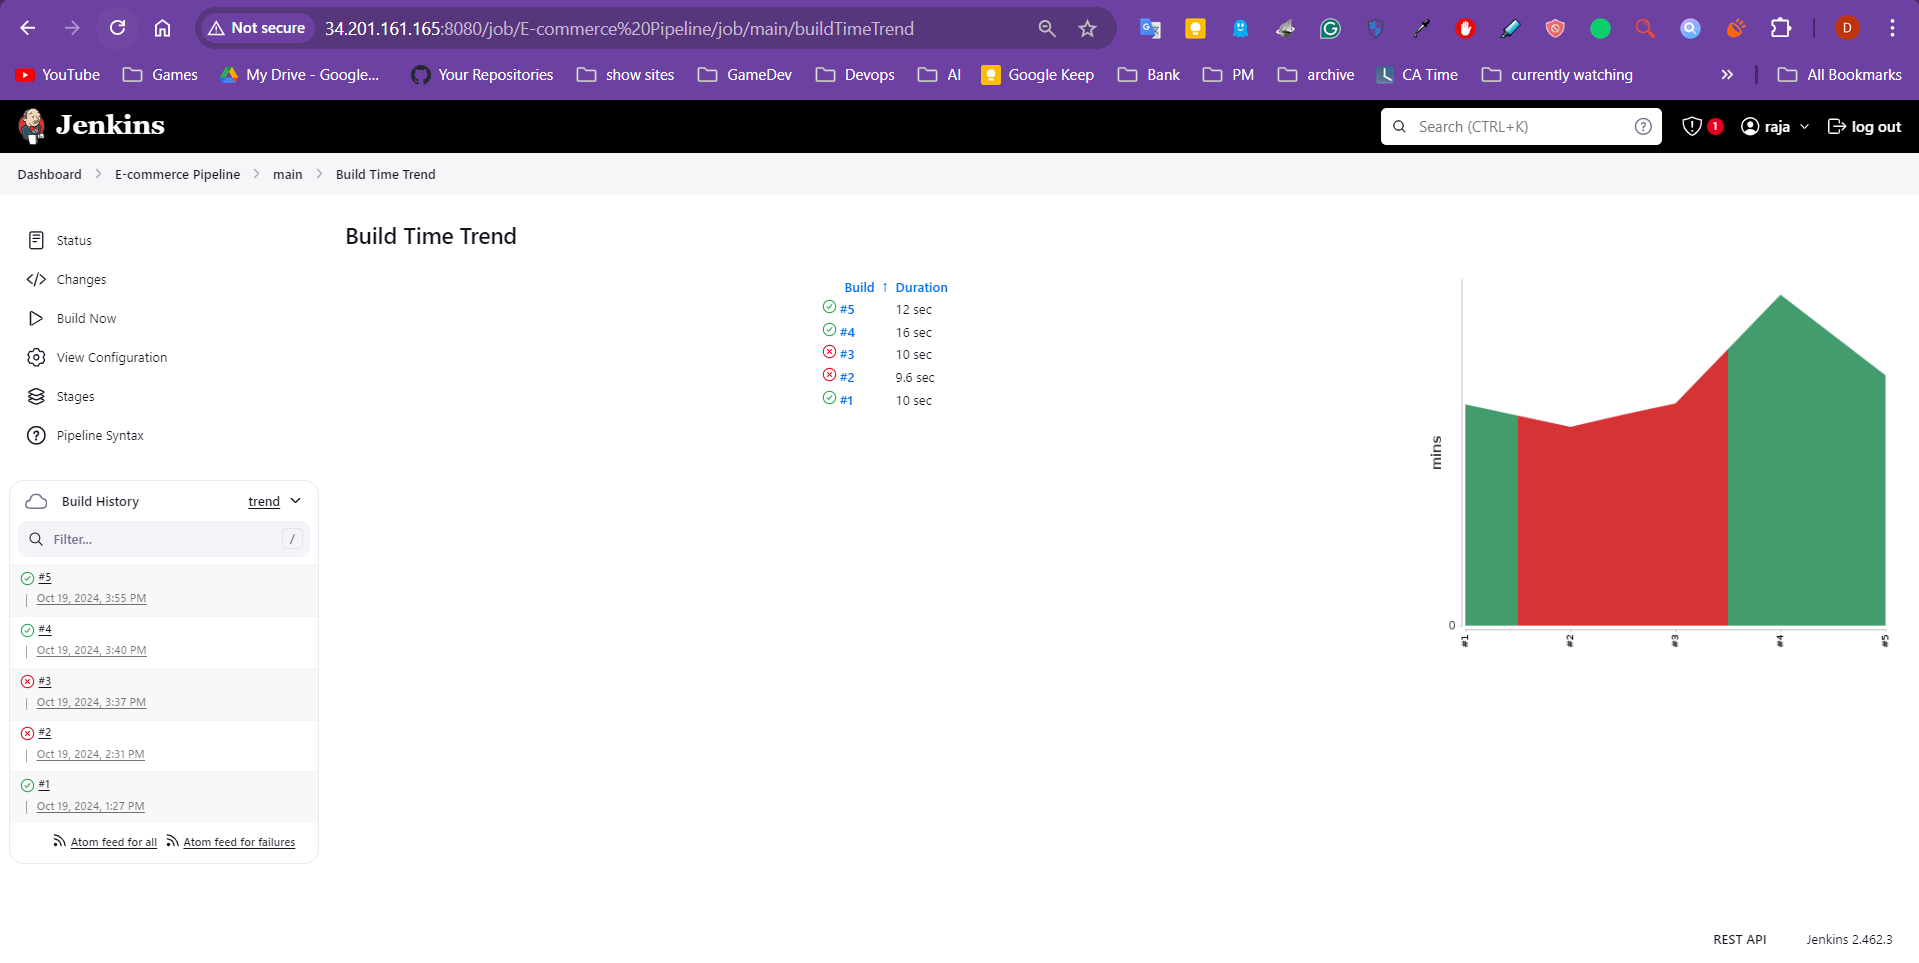 Not secure 34.201.161.165:8080/job/E-commerce%20Pipeline/job/main/buildTimeTrend D
YouTube Games My Drive - Google... Your Repositories show sites GameDev Devops AI Google Keep Bank PM archive CA Time currently watching » All Bookmarks
Jenkins Search (CTRL+K) 1 raja log out
Dashboard E-commerce Pipeline main Build Time Trend
Status
Changes
Build Now
View Configuration
Stages
Pipeline Syntax
Build History trend
Filter... /
#5
Oct 19, 2024, 3:55 PM
#4
Oct 19, 2024, 3:40 PM
#3
Oct 19, 2024, 3:37 PM
#2
Oct 19, 2024, 2:31 PM
#1
Oct 19, 2024, 1:27 PM
Atom feed for all Atom feed for failures
Build Time Trend
Build ↑ Duration
#5 12 sec
#4 16 sec
#3 10 sec
#2 9.6 sec
#1 10 sec
mins
0
#1 #2 #3 #4 #5
REST API Jenkins 2.462.3